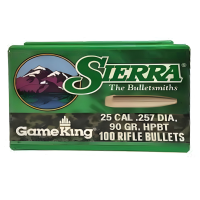 SIERRA
The Bulletsmiths
GameKing
25 CAL .257 DIA.
90 GR. HPBT
100 RIFLE BULLETS